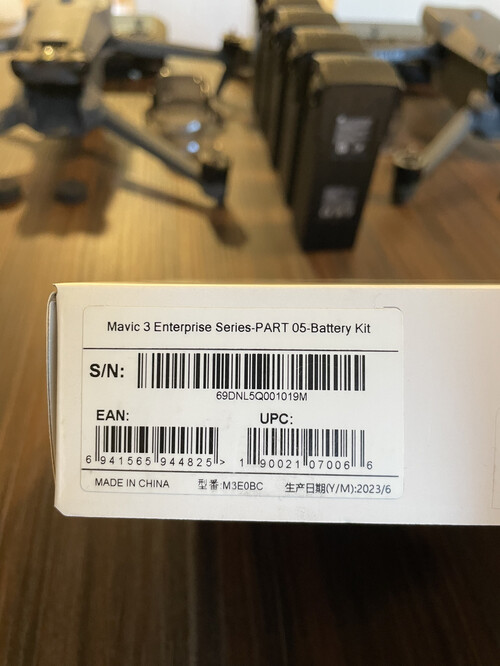 Mavic 3 Enterprise Series-PART 05-Battery Kit
S/N:
69DNL5Q001019M
EAN: UPC:
6 941565 944825 > 1 90021 07006 6
MADE IN CHINA 型番:M3E0BC 生产日期(Y/M):2023/6